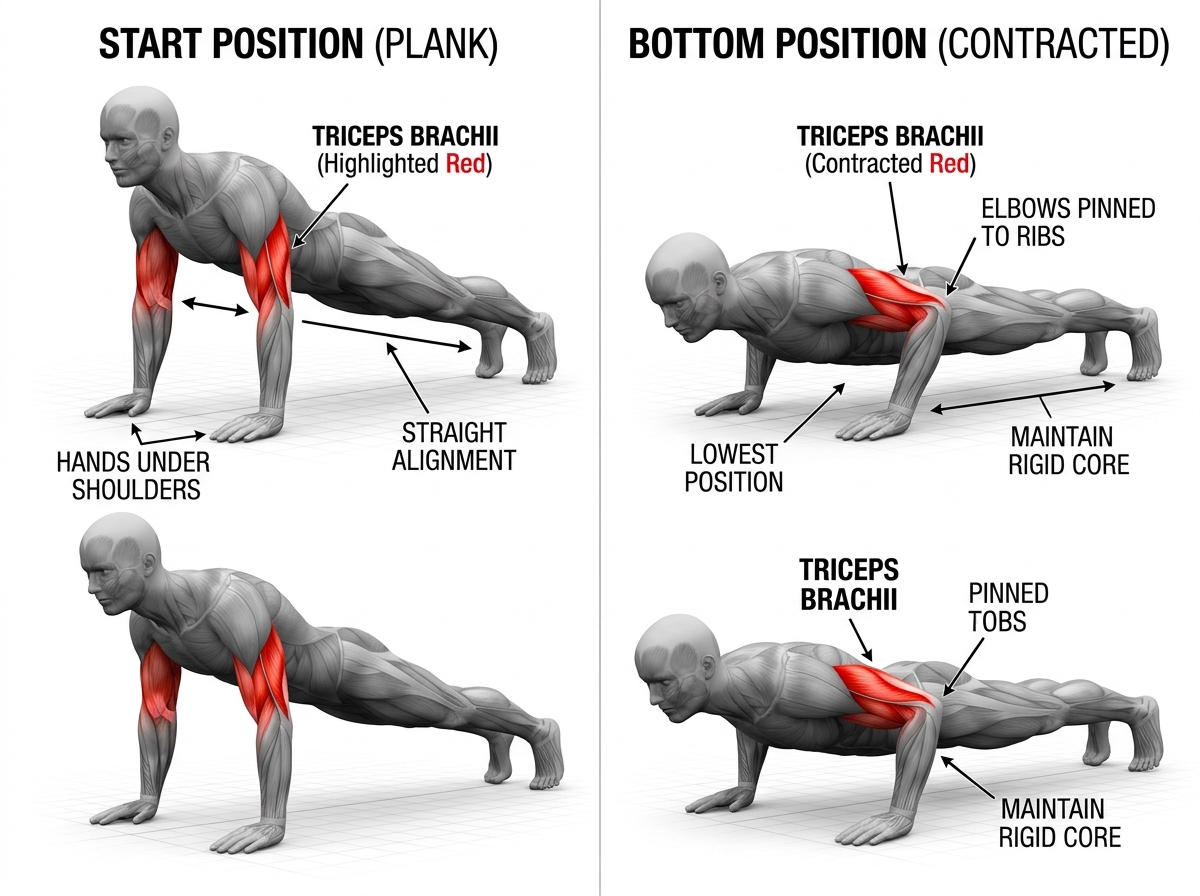 START POSITION (PLANK)
BOTTOM POSITION (CONTRACTED)
TRICEPS BRACHII
(Highlighted Red)
HANDS UNDER
SHOULDERS
STRAIGHT
ALIGNMENT
TRICEPS BRACHII
(Contracted Red)
ELBOWS PINNED
TO RIBS
LOWEST
POSITION
MAINTAIN
RIGID CORE
TRICEPS
BRACHII
PINNED
TOBS
MAINTAIN
RIGID CORE